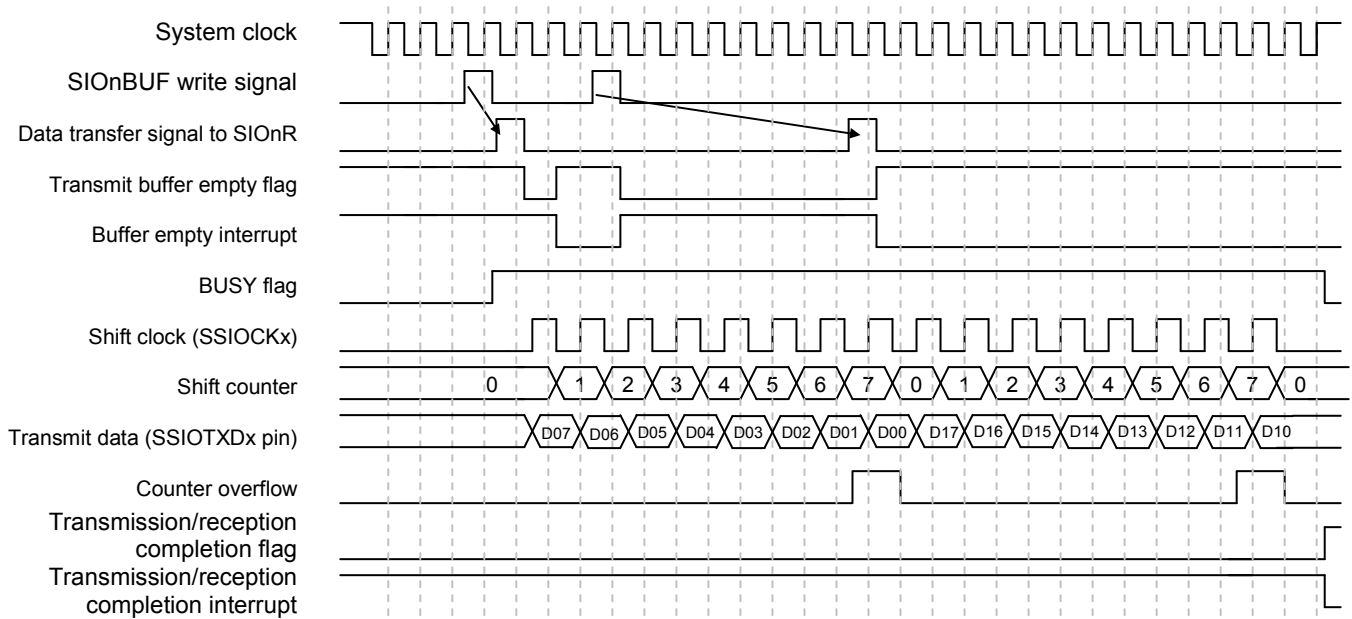 System clock
SIOnBUF write signal
Data transfer signal to SIOnR
Transmit buffer empty flag
Buffer empty interrupt
BUSY flag
Shift clock (SSIOCKx)
Shift counter
0 1 2 3 4 5 6 7 0 1 2 3 4 5 6 7 0
Transmit data (SSIOTXDx pin)
D07 D06 D05 D04 D03 D02 D01 D00 D17 D16 D15 D14 D13 D12 D11 D10
Counter overflow
Transmission/reception
completion flag
Transmission/reception
completion interrupt